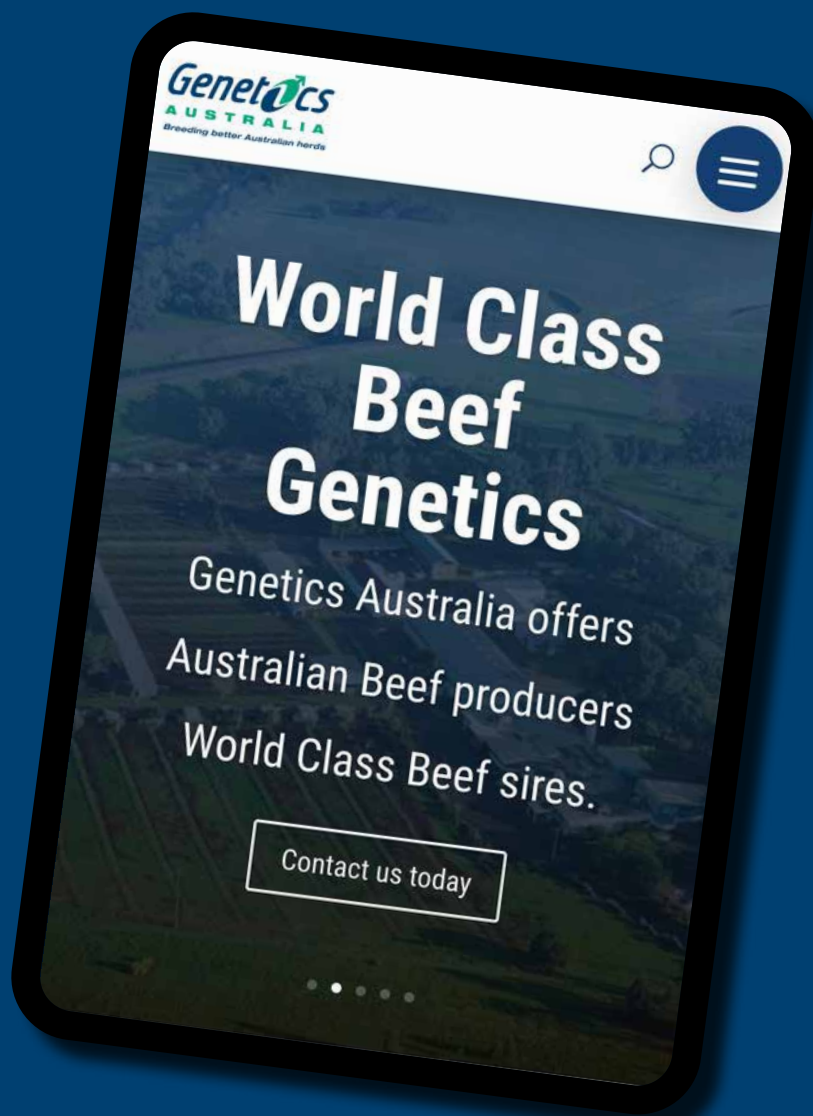 Genetics
AUSTRALIA
Breeding better Australian herds
World Class
Beef
Genetics
Genetics Australia offers
Australian Beef producers
World Class Beef sires.
Contact us today